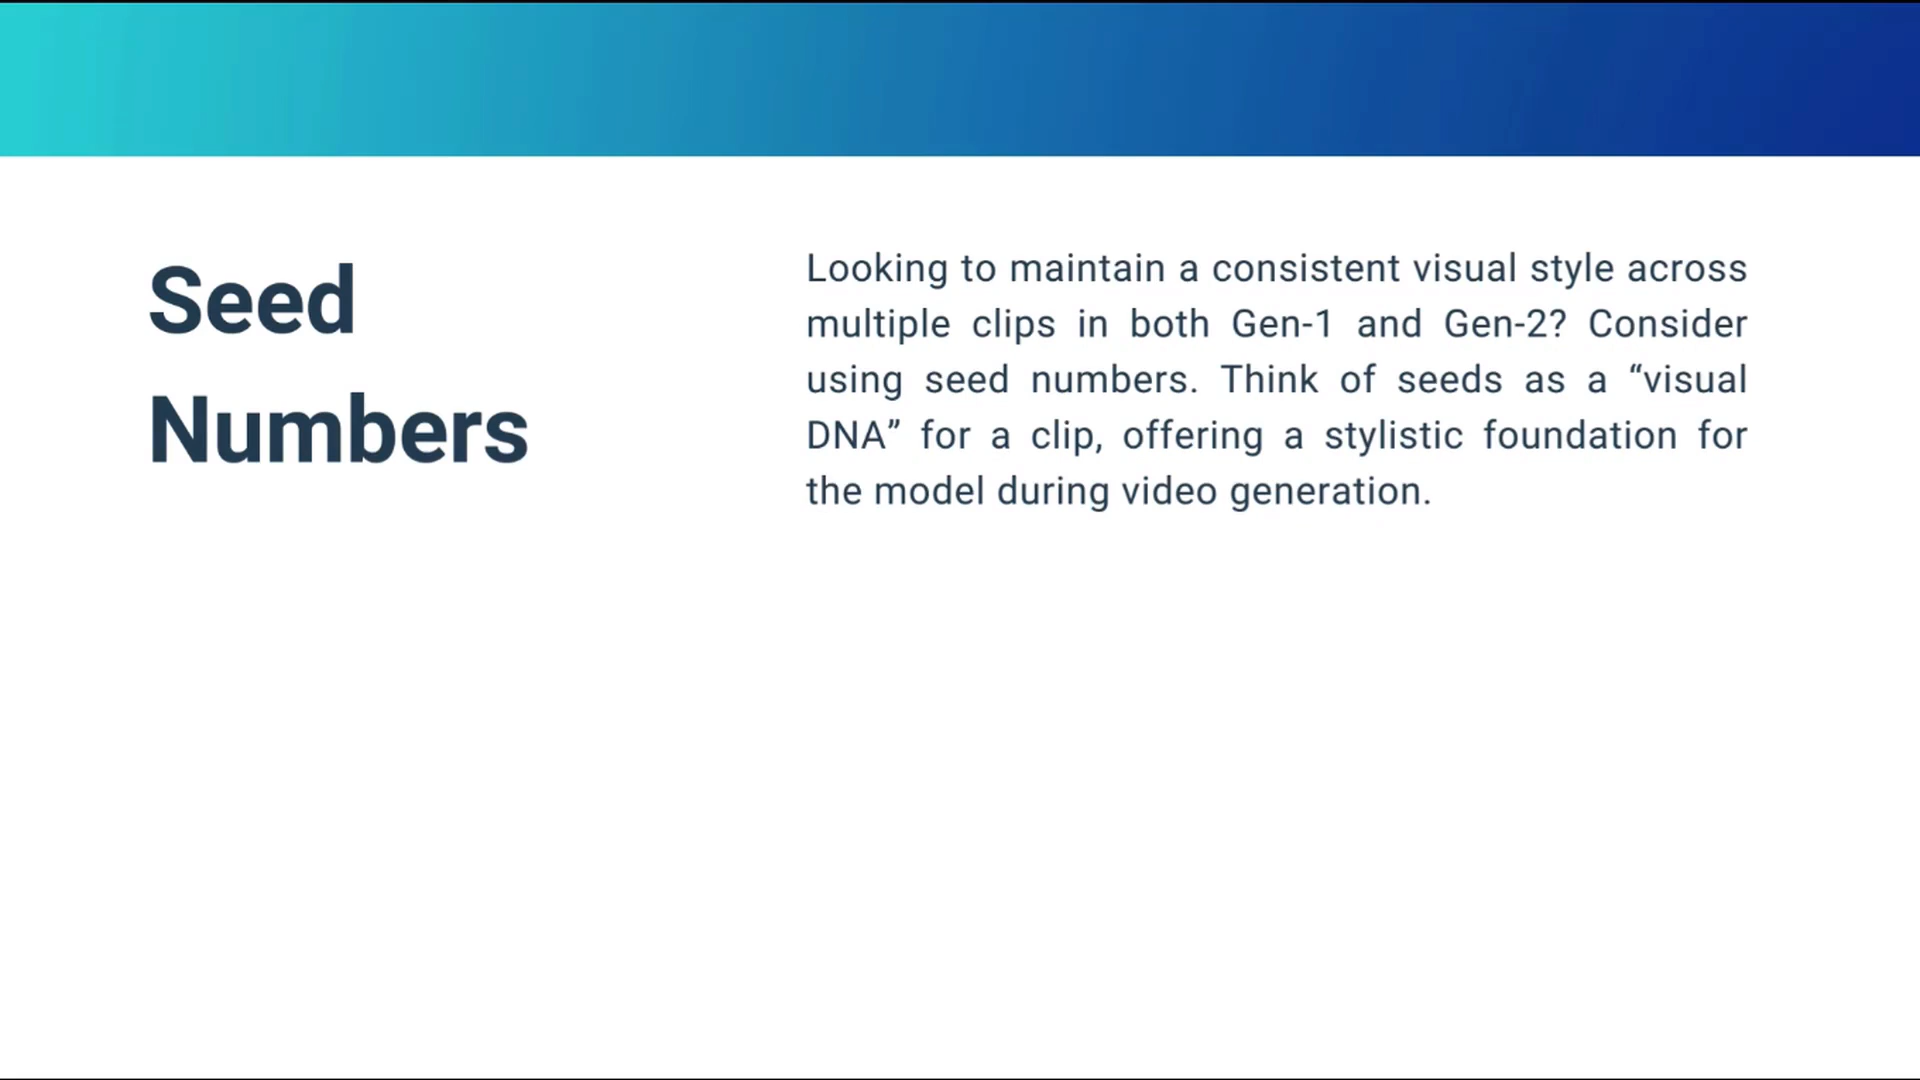 Seed
Numbers
Looking to maintain a consistent visual style across
multiple clips in both Gen-1 and Gen-2? Consider
using seed numbers. Think of seeds as a “visual
DNA” for a clip, offering a stylistic foundation for
the model during video generation.